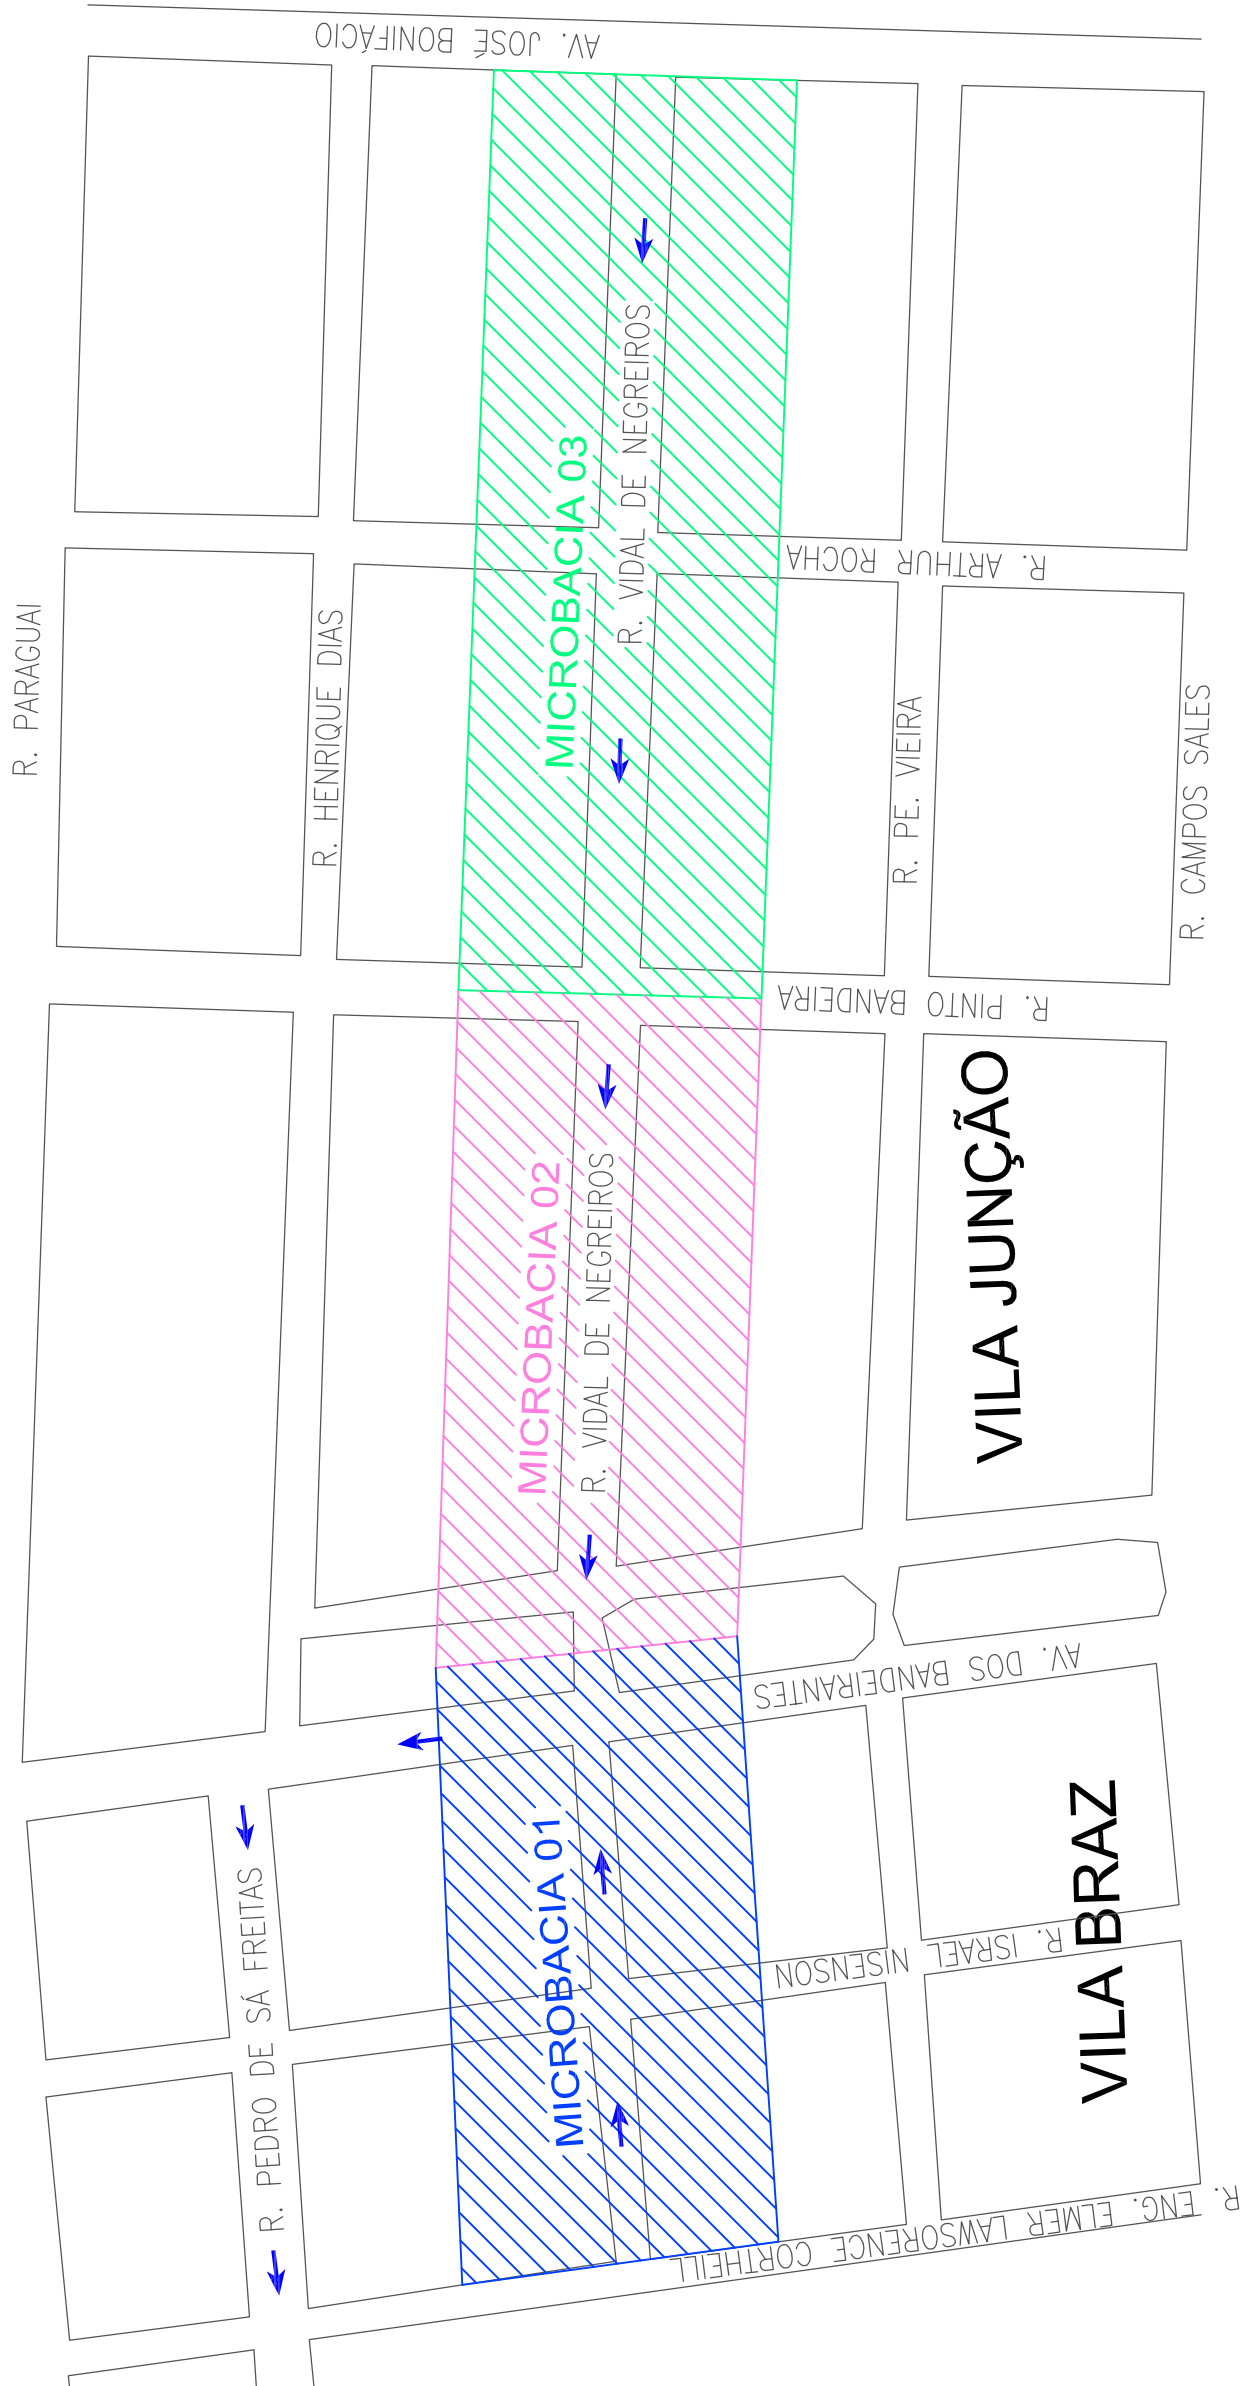 AV. JOSÉ BONIFÁCIO
R. VIDAL DE NEGREIROS
MICROBACIA 03
R. ARTHUR ROCHA
R. PARAGUAI
R. HENRIQUE DIAS
R. PE. VIEIRA
R. CAMPOS SALES
R. PINTO BANDEIRA
VILA JUNÇÃO
MICROBACIA 02
R. VIDAL DE NEGREIROS
AV. DOS BANDEIRANTES
VILA BRAZ
MICROBACIA 01
R. PEDRO DE SÁ FREITAS
R. ISRAEL NISENSON
R. ENG. ELMER LAWSORENCE CORTHEILL